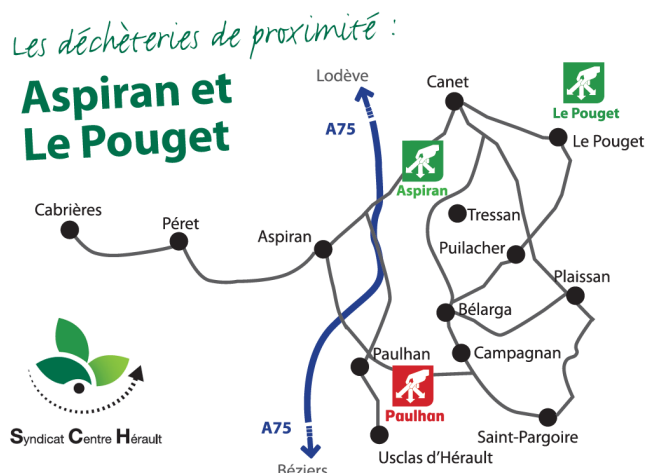 Les déchèteries de proximité :
Aspiran et
Le Pouget
Lodève
A75
Canet
Le Pouget
Le Pouget
Aspiran
Cabrières
Péret
Aspiran
Tressan
Puilacher
Plaissan
Bélarga
Paulhan
Campagnan
Paulhan
A75
Saint-Pargoire
Usclas d'Hérault
Béziers
Syndicat Centre Hérault